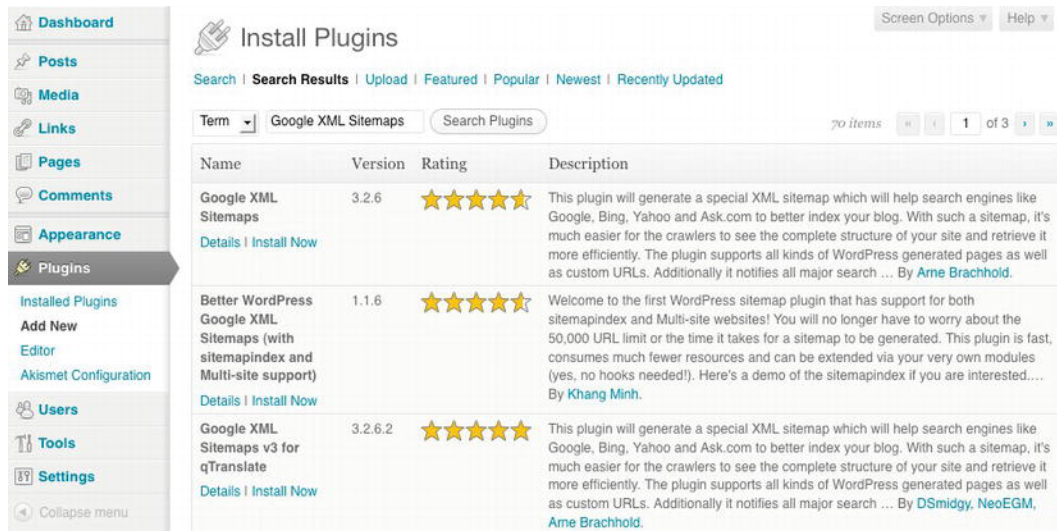 Dashboard
Posts
Media
Links
Pages
Comments
Appearance
Plugins
Installed Plugins
Add New
Editor
Akismet Configuration
Users
Tools
Settings
Collapse menu
Screen Options Help
Install Plugins
Search | Search Results | Upload | Featured | Popular | Newest | Recently Updated
Term Google XML Sitemaps Search Plugins 70 items « ‹ 1 of 3 › »
Name Version Rating Description
Google XML
Sitemaps
Details | Install Now
3.2.6
This plugin will generate a special XML sitemap which will help search engines like
Google, Bing, Yahoo and Ask.com to better index your blog. With such a sitemap, it's
much easier for the crawlers to see the complete structure of your site and retrieve it
more efficiently. The plugin supports all kinds of WordPress generated pages as well
as custom URLs. Additionally it notifies all major search ... By Arne Brachhold.
Better WordPress
Google XML
Sitemaps (with
sitemapindex and
Multi-site support)
Details | Install Now
1.1.6
Welcome to the first WordPress sitemap plugin that has support for both
sitemapindex and Multi-site websites! You will no longer have to worry about the
50,000 URL limit or the time it takes for a sitemap to be generated. This plugin is fast,
consumes much fewer resources and can be extended via your very own modules
(yes, no hooks needed!). Here's a demo of the sitemapindex if you are interested....
By Khang Minh.
Google XML
Sitemaps v3 for
qTranslate
Details | Install Now
3.2.6.2
This plugin will generate a special XML sitemap which will help search engines like
Google, Bing, Yahoo and Ask.com to better index your blog. With such a sitemap, it's
much easier for the crawlers to see the complete structure of your site and retrieve it
more efficiently. The plugin supports all kinds of WordPress generated pages as well
as custom URLs. Additionally it notifies all major search ... By DSmidgy, NeoEGM,
Arne Brachhold.